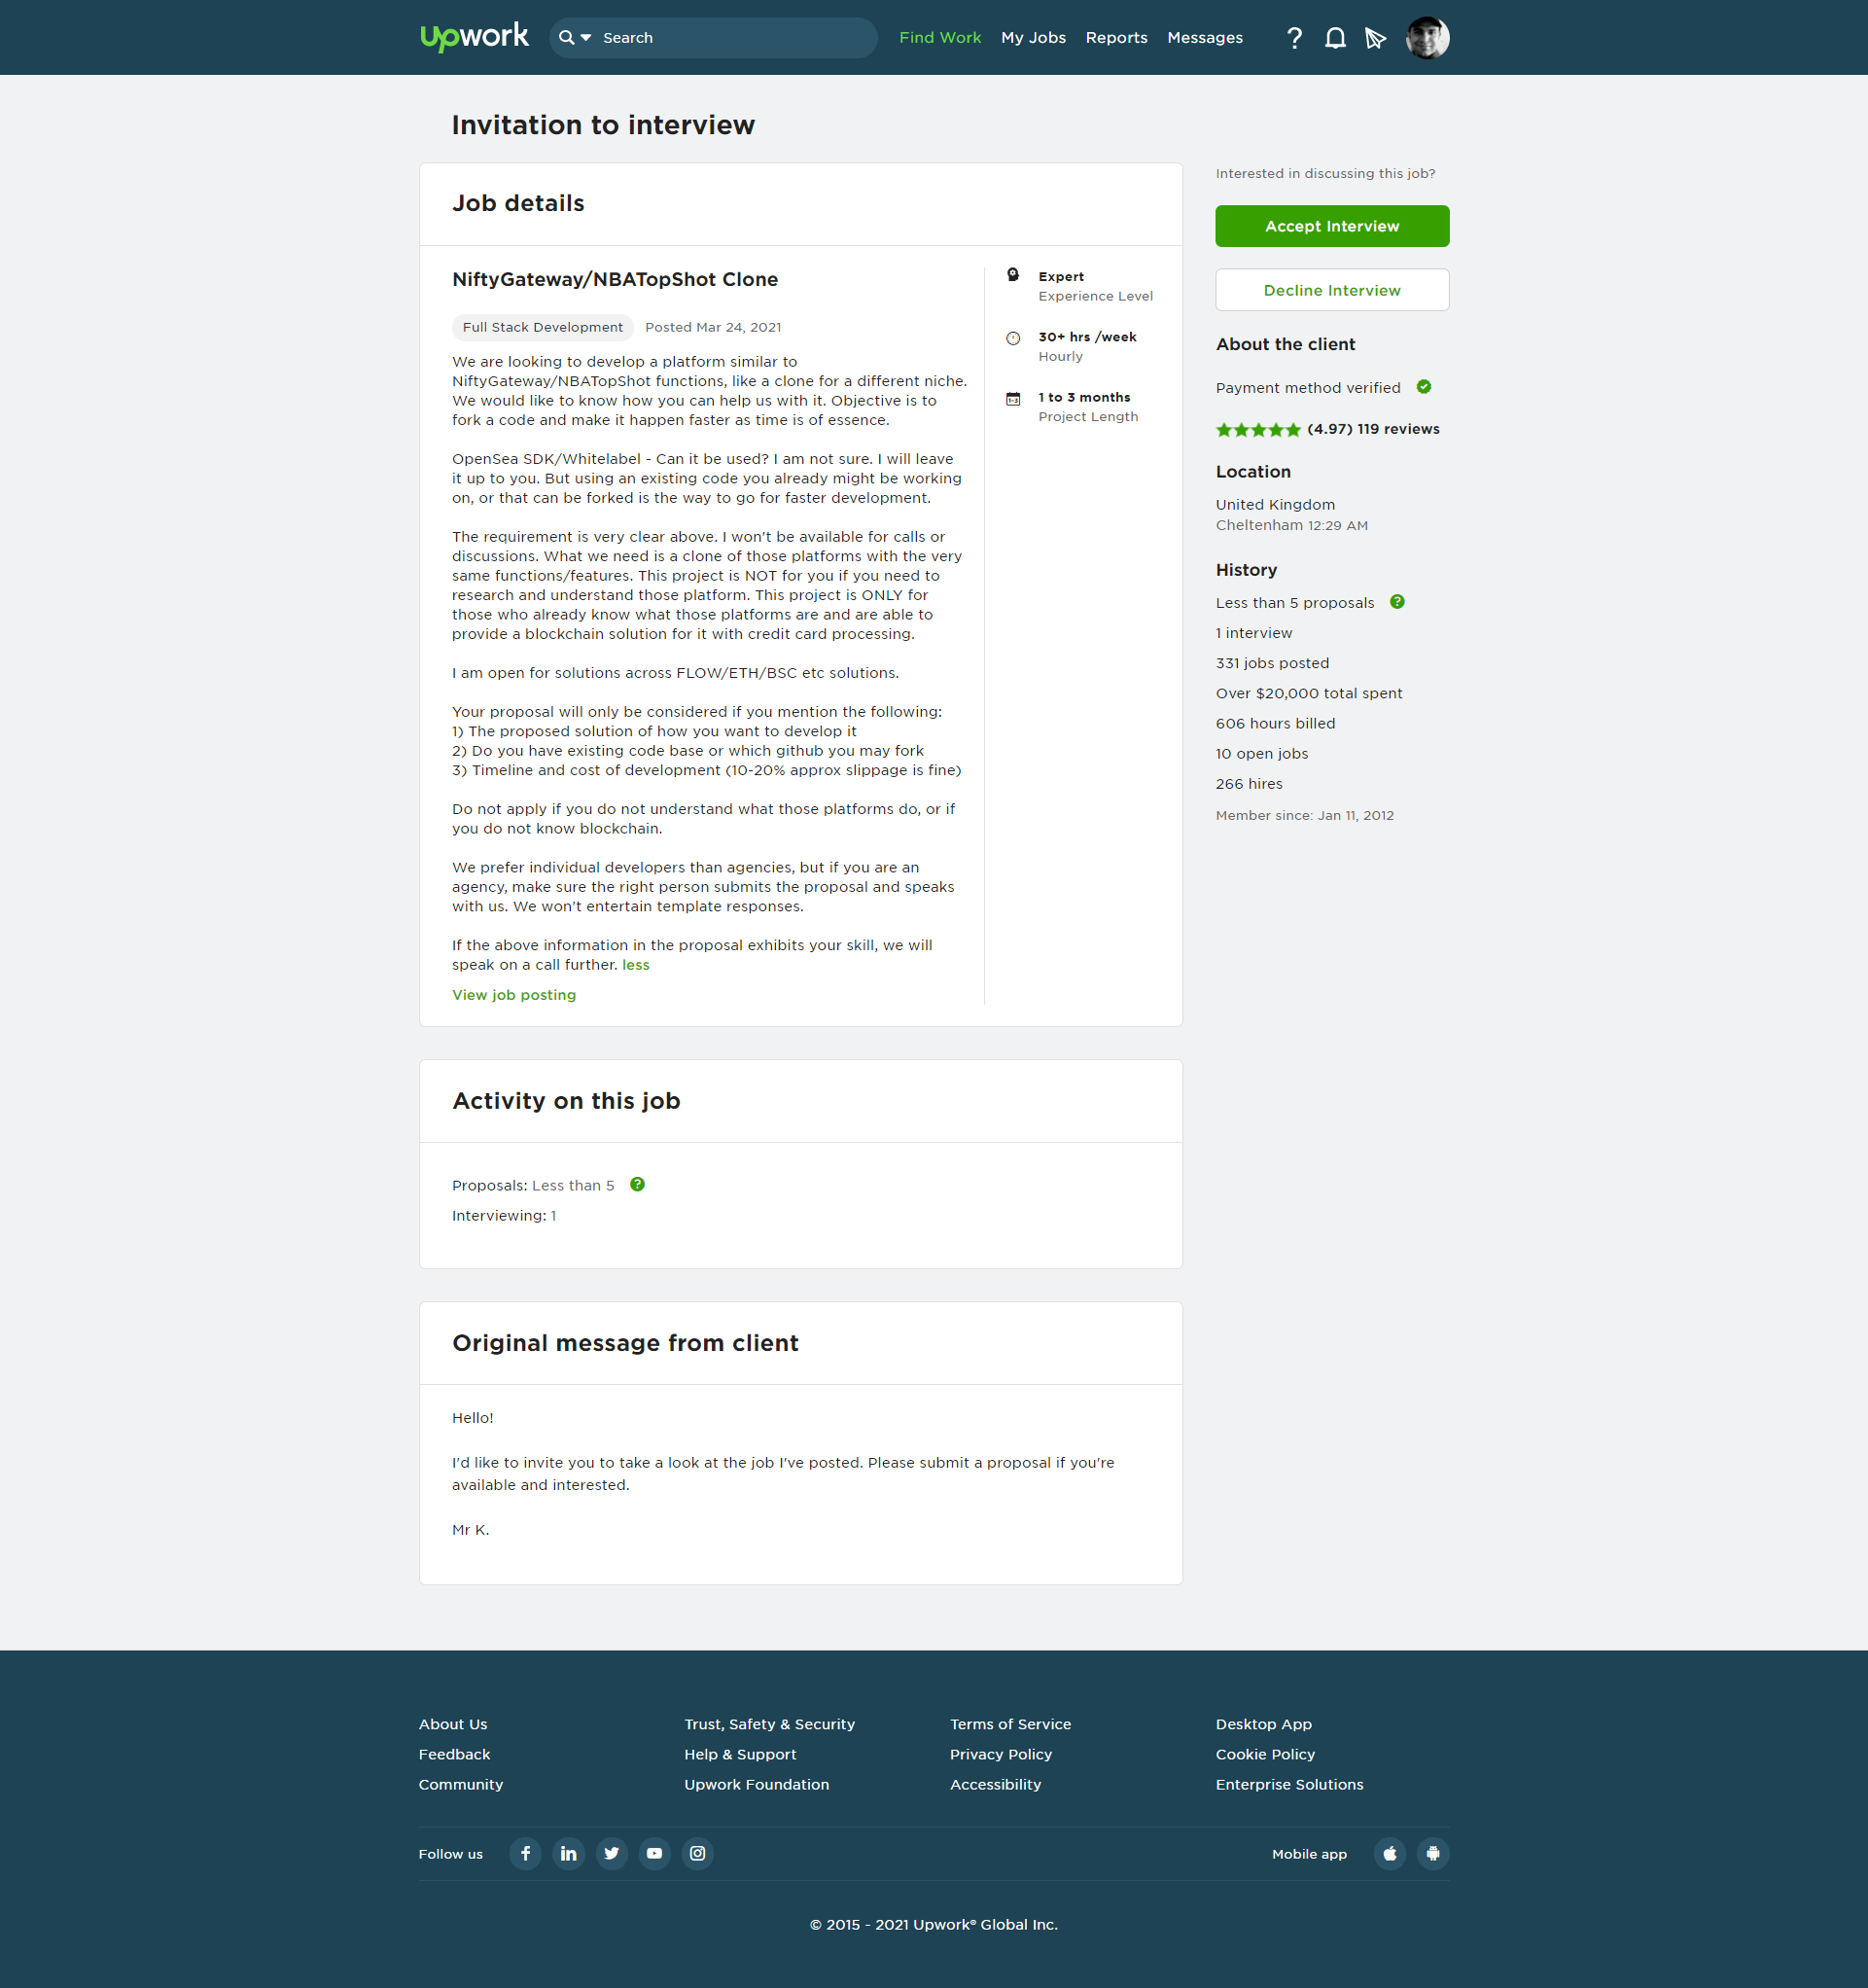 upwork
Search
Find Work
My Jobs
Reports
Messages
Invitation to interview
Job details
NiftyGateway/NBATopShot Clone
Full Stack Development
Posted Mar 24, 2021
We are looking to develop a platform similar to
NiftyGateway/NBATopShot functions, like a clone for a different niche.
We would like to know how you can help us with it. Objective is to
fork a code and make it happen faster as time is of essence.
OpenSea SDK/Whitelabel - Can it be used? I am not sure. I will leave
it up to you. But using an existing code you already might be working
on, or that can be forked is the way to go for faster development.
The requirement is very clear above. I won't be available for calls or
discussions. What we need is a clone of those platforms with the very
same functions/features. This project is NOT for you if you need to
research and understand those platform. This project is ONLY for
those who already know what those platforms are and are able to
provide a blockchain solution for it with credit card processing.
I am open for solutions across FLOW/ETH/BSC etc solutions.
Your proposal will only be considered if you mention the following:
1) The proposed solution of how you want to develop it
2) Do you have existing code base or which github you may fork
3) Timeline and cost of development (10-20% approx slippage is fine)
Do not apply if you do not understand what those platforms do, or if
you do not know blockchain.
We prefer individual developers than agencies, but if you are an
agency, make sure the right person submits the proposal and speaks
with us. We won't entertain template responses.
If the above information in the proposal exhibits your skill, we will
speak on a call further. less
View job posting
Expert
Experience Level
30+ hrs /week
Hourly
1 to 3 months
Project Length
Interested in discussing this job?
Accept Interview
Decline Interview
About the client
Payment method verified
(4.97) 119 reviews
Location
United Kingdom
Cheltenham 12:29 AM
History
Less than 5 proposals
1 interview
331 jobs posted
Over $20,000 total spent
606 hours billed
10 open jobs
266 hires
Member since: Jan 11, 2012
Activity on this job
Proposals: Less than 5
Interviewing: 1
Original message from client
Hello!
I'd like to invite you to take a look at the job I've posted. Please submit a proposal if you're
available and interested.
Mr K.
About Us
Feedback
Community
Trust, Safety & Security
Help & Support
Upwork Foundation
Terms of Service
Privacy Policy
Accessibility
Desktop App
Cookie Policy
Enterprise Solutions
Follow us
Mobile app
© 2015 - 2021 Upwork® Global Inc.